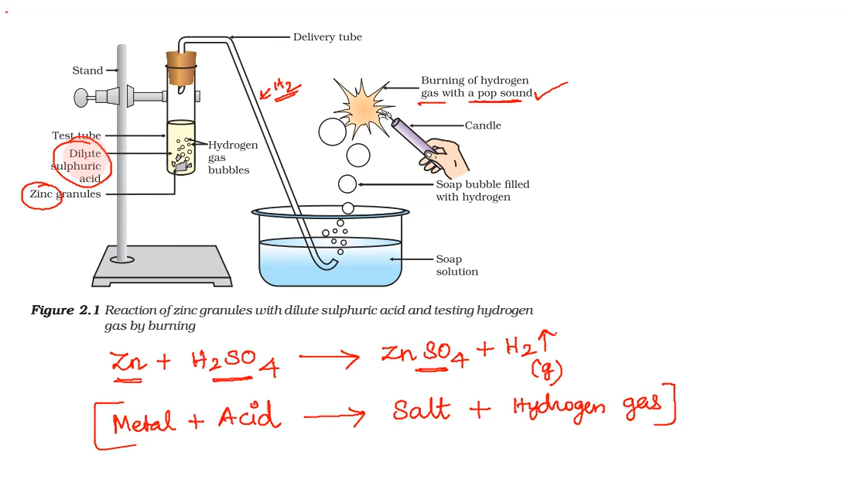 Delivery tube
Stand
H2
Burning of hydrogen
gas with a pop sound
Candle
Test tube
Hydrogen
gas
bubbles
Dilute
sulphuric
acid
Zinc granules
Soap bubble filled
with hydrogen
Soap
solution
Figure 2.1 Reaction of zinc granules with dilute sulphuric acid and testing hydrogen
gas by burning
Zn + H2SO4 → ZnSO4 + H2↑
(g)
[Metal + Acid → Salt + Hydrogen gas]